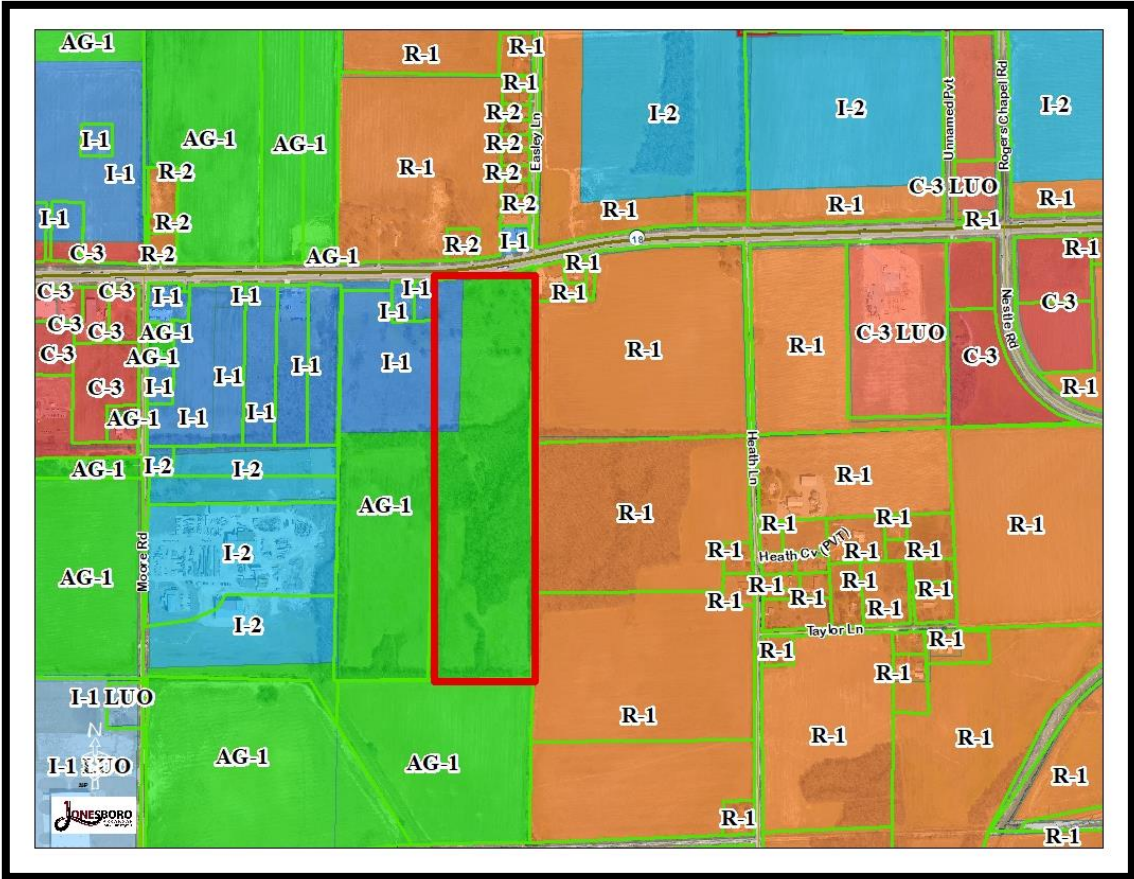 AG-1
R-1
R-1
R-1
I-2
I-2
I-2
Unnamed Pvt
Rogers Chapel Rd
Easley Ln
R-2
R-2
R-2
R-2
I-1
I-1
AG-1
AG-1
R-1
R-2
R-2
R-2
I-1
C-3
AG-1
R-2
I-1
R-1
R-1
C-3 LUO
R-1
R-1
18
R-1
R-1
R-1
C-3
C-3
I-1
I-1
I-1
I-1
C-3
C-3
AG-1
C-3
AG-1
C-3
I-1
I-1
I-1
I-1
I-1
AG-1
I-1
I-1
R-1
R-1
C-3 LUO
C-3
C-3
Nestle Rd
R-1
AG-1
I-2
I-2
AG-1
R-1
Heath Ln
R-1
R-1
AG-1
Moore Rd
I-2
I-2
R-1
R-1
R-1
Heath Cv (PVT)
R-1
R-1
R-1
R-1
R-1
R-1
R-1
R-1
R-1
Taylor Ln
R-1
R-1
R-1
I-1 LUO
N
I-1 LUO
AG-1
AG-1
R-1
R-1
R-1
R-1
R-1
R-1
JONESBORO